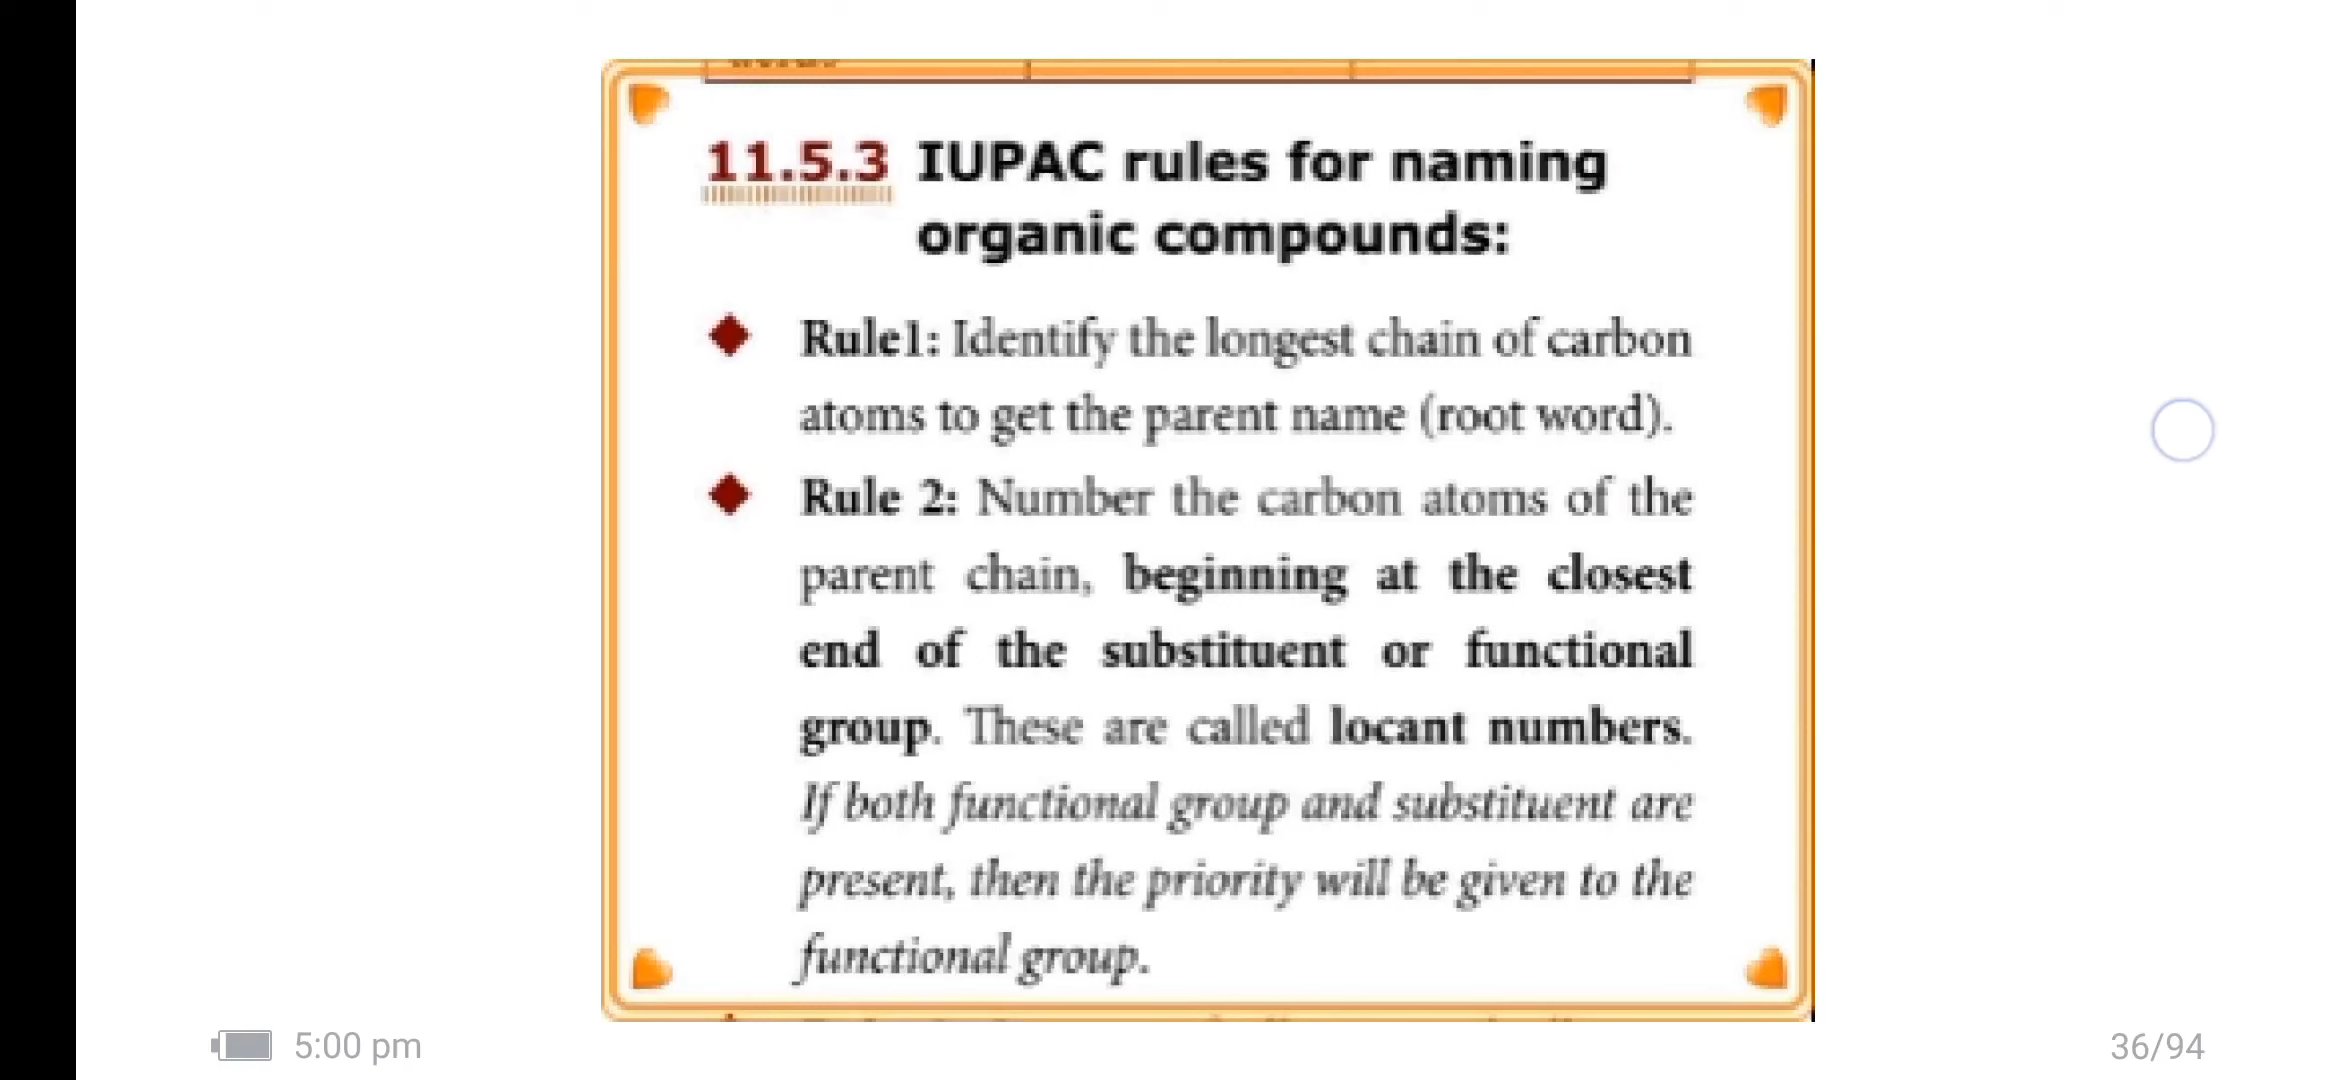 11.5.3 IUPAC rules for naming
organic compounds:
Rule1: Identify the longest chain of carbon
atoms to get the parent name (root word).
Rule 2: Number the carbon atoms of the
parent chain, beginning at the closest
end of the substituent or functional
group. These are called locant numbers.
If both functional group and substituent are
present, then the priority will be given to the
functional group.
5:00 pm
36/94